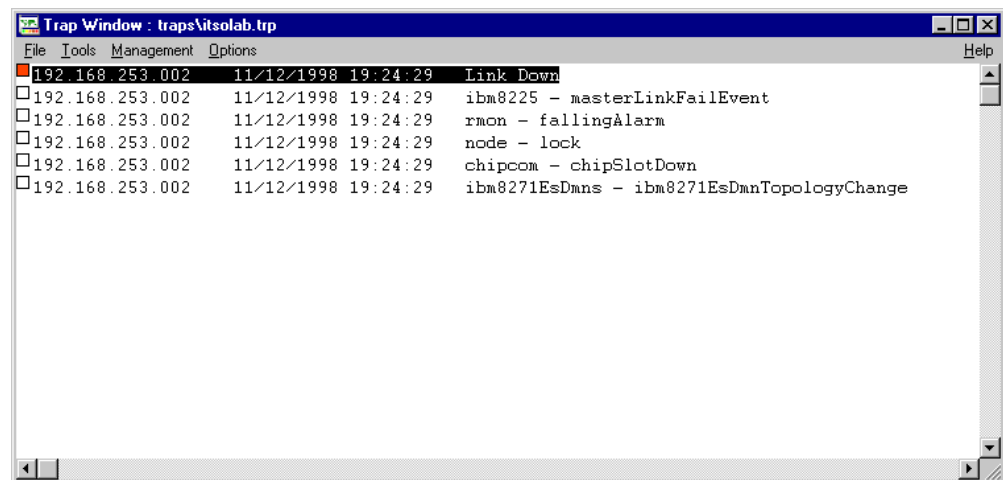 Trap Window : traps\itsolab.trp
File Tools Management Options Help
192.168.253.002 11/12/1998 19:24:29 Link Down
192.168.253.002 11/12/1998 19:24:29 ibm8225 - masterLinkFailEvent
192.168.253.002 11/12/1998 19:24:29 rmon - fallingAlarm
192.168.253.002 11/12/1998 19:24:29 node - lock
192.168.253.002 11/12/1998 19:24:29 chipcom - chipSlotDown
192.168.253.002 11/12/1998 19:24:29 ibm8271EsDmns - ibm8271EsDmnTopologyChange